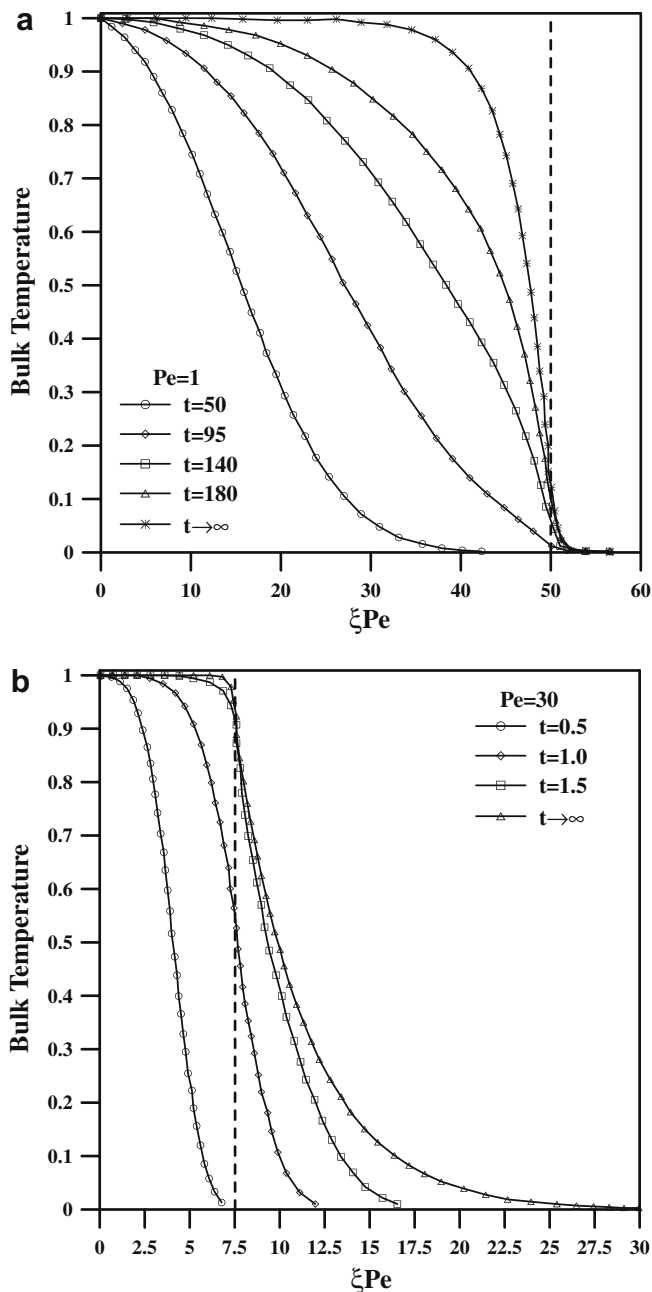 a
1
0.9
0.8
0.7
0.6
0.5
0.4
0.3
0.2
0.1
0
Bulk Temperature
Pe=1
t=50
t=95
t=140
t=180
t→∞
0 10 20 30 40 50 60
ξPe
b
1
0.9
0.8
0.7
0.6
0.5
0.4
0.3
0.2
0.1
0
Bulk Temperature
Pe=30
t=0.5
t=1.0
t=1.5
t→∞
0 2.5 5 7.5 10 12.5 15 17.5 20 22.5 25 27.5 30
ξPe